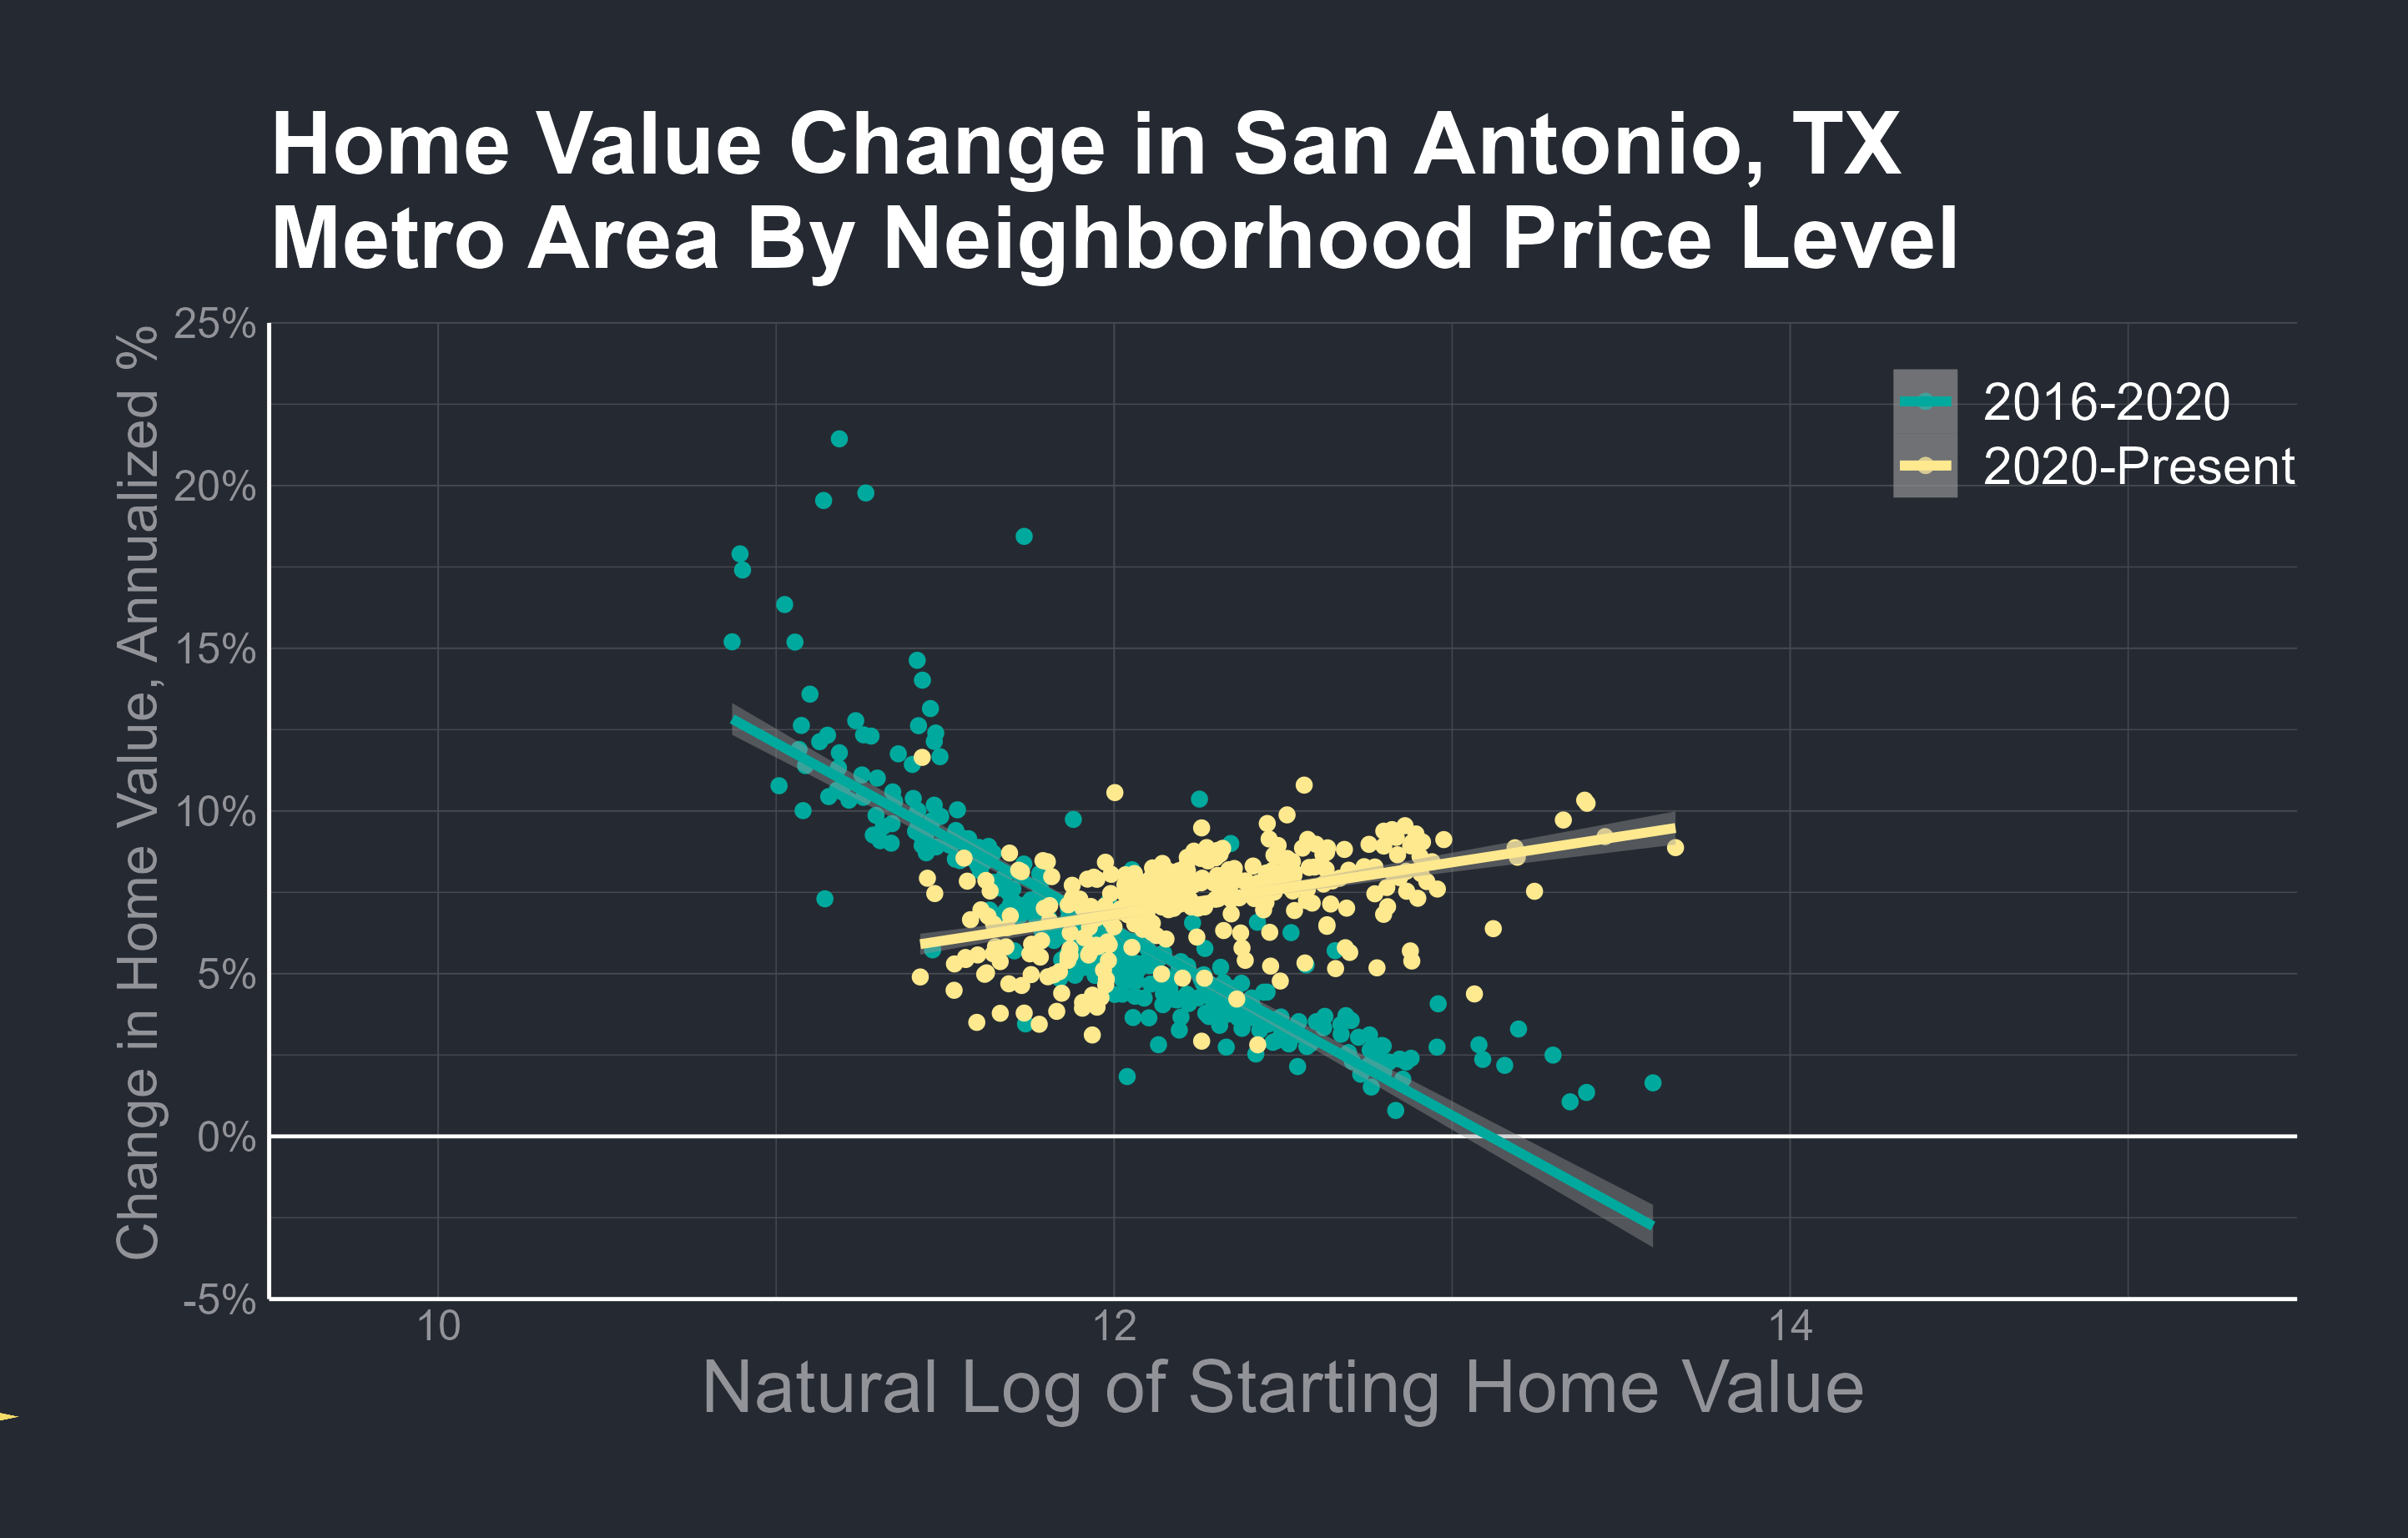 Home Value Change in San Antonio, TX
Metro Area By Neighborhood Price Level
Change in Home Value, Annualized %
25%
20%
15%
10%
5%
0%
-5%
2016-2020
2020-Present
10
12
14
Natural Log of Starting Home Value